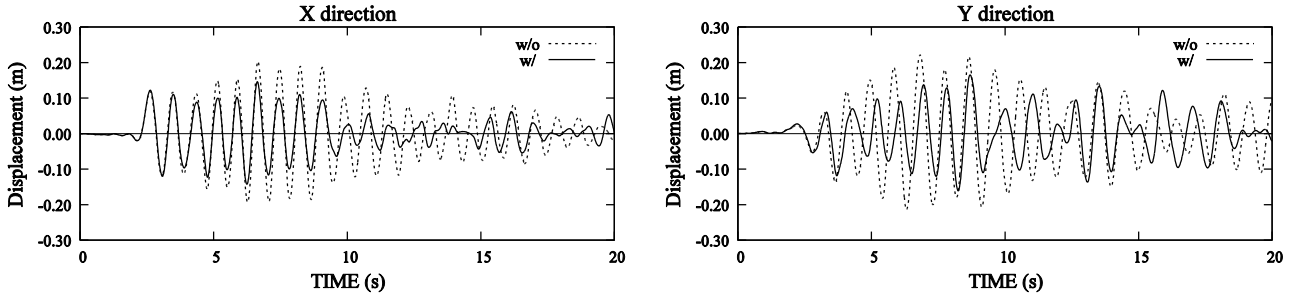 X direction
Displacement (m)
0.30
0.20
0.10
0.00
-0.10
-0.20
-0.30
w/o
w/
0
5
10
15
20
TIME (s)
Y direction
Displacement (m)
0.30
0.20
0.10
0.00
-0.10
-0.20
-0.30
w/o
w/
0
5
10
15
20
TIME (s)